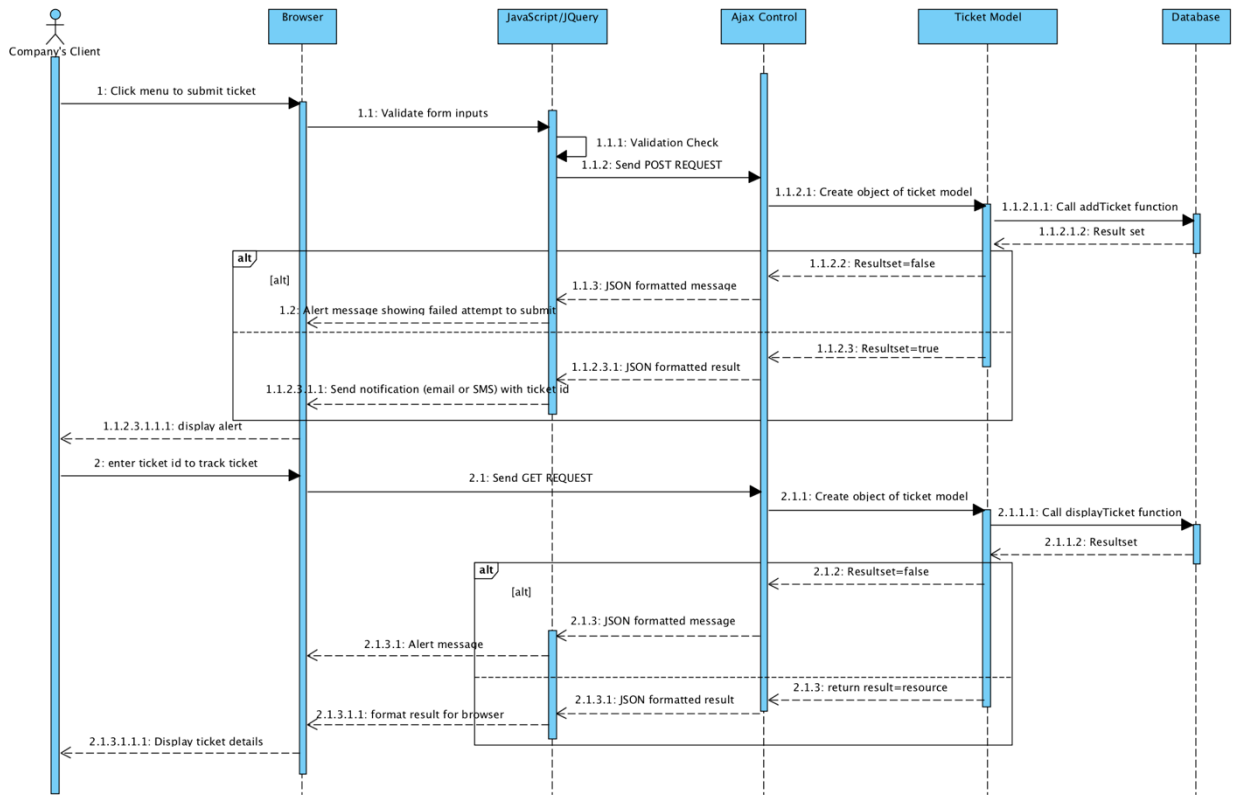 Browser
JavaScript/JQuery
Ajax Control
Ticket Model
Database
Company's Client
1: Click menu to submit ticket
1.1: Validate form inputs
1.1.1: Validation Check
1.1.2: Send POST REQUEST
1.1.2.1: Create object of ticket model
1.1.2.1.1: Call addTicket function
1.1.2.1.2: Result set
alt
[alt]
1.1.2.2: Resultset=false
1.1.3: JSON formatted message
1.2: Alert message showing failed attempt to submit
1.1.2.3: Resultset=true
1.1.2.3.1: JSON formatted result
1.1.2.3.1.1: Send notification (email or SMS) with ticket id
1.1.2.3.1.1.1: display alert
2: enter ticket id to track ticket
2.1: Send GET REQUEST
2.1.1: Create object of ticket model
2.1.1.1: Call displayTicket function
2.1.1.2: Resultset
alt
[alt]
2.1.2: Resultset=false
2.1.3: JSON formatted message
2.1.3.1: Alert message
2.1.3: return result=resource
2.1.3.1: JSON formatted result
2.1.3.1.1: format result for browser
2.1.3.1.1.1: Display ticket details